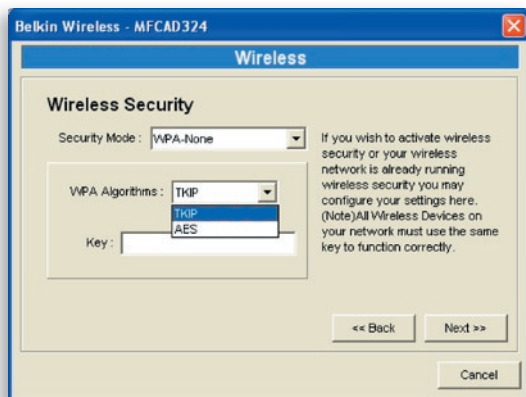 Belkin Wireless - MFCAD324
Wireless
Wireless Security
Security Mode : WPA-None
If you wish to activate wireless
security or your wireless
network is already running
wireless security you may
configure your settings here.
(Note)All Wireless Devices on
your network must use the same
key to function correctly.
WPA Algorithms : TKIP
TKIP
AES
Key :
<< Back
Next >>
Cancel